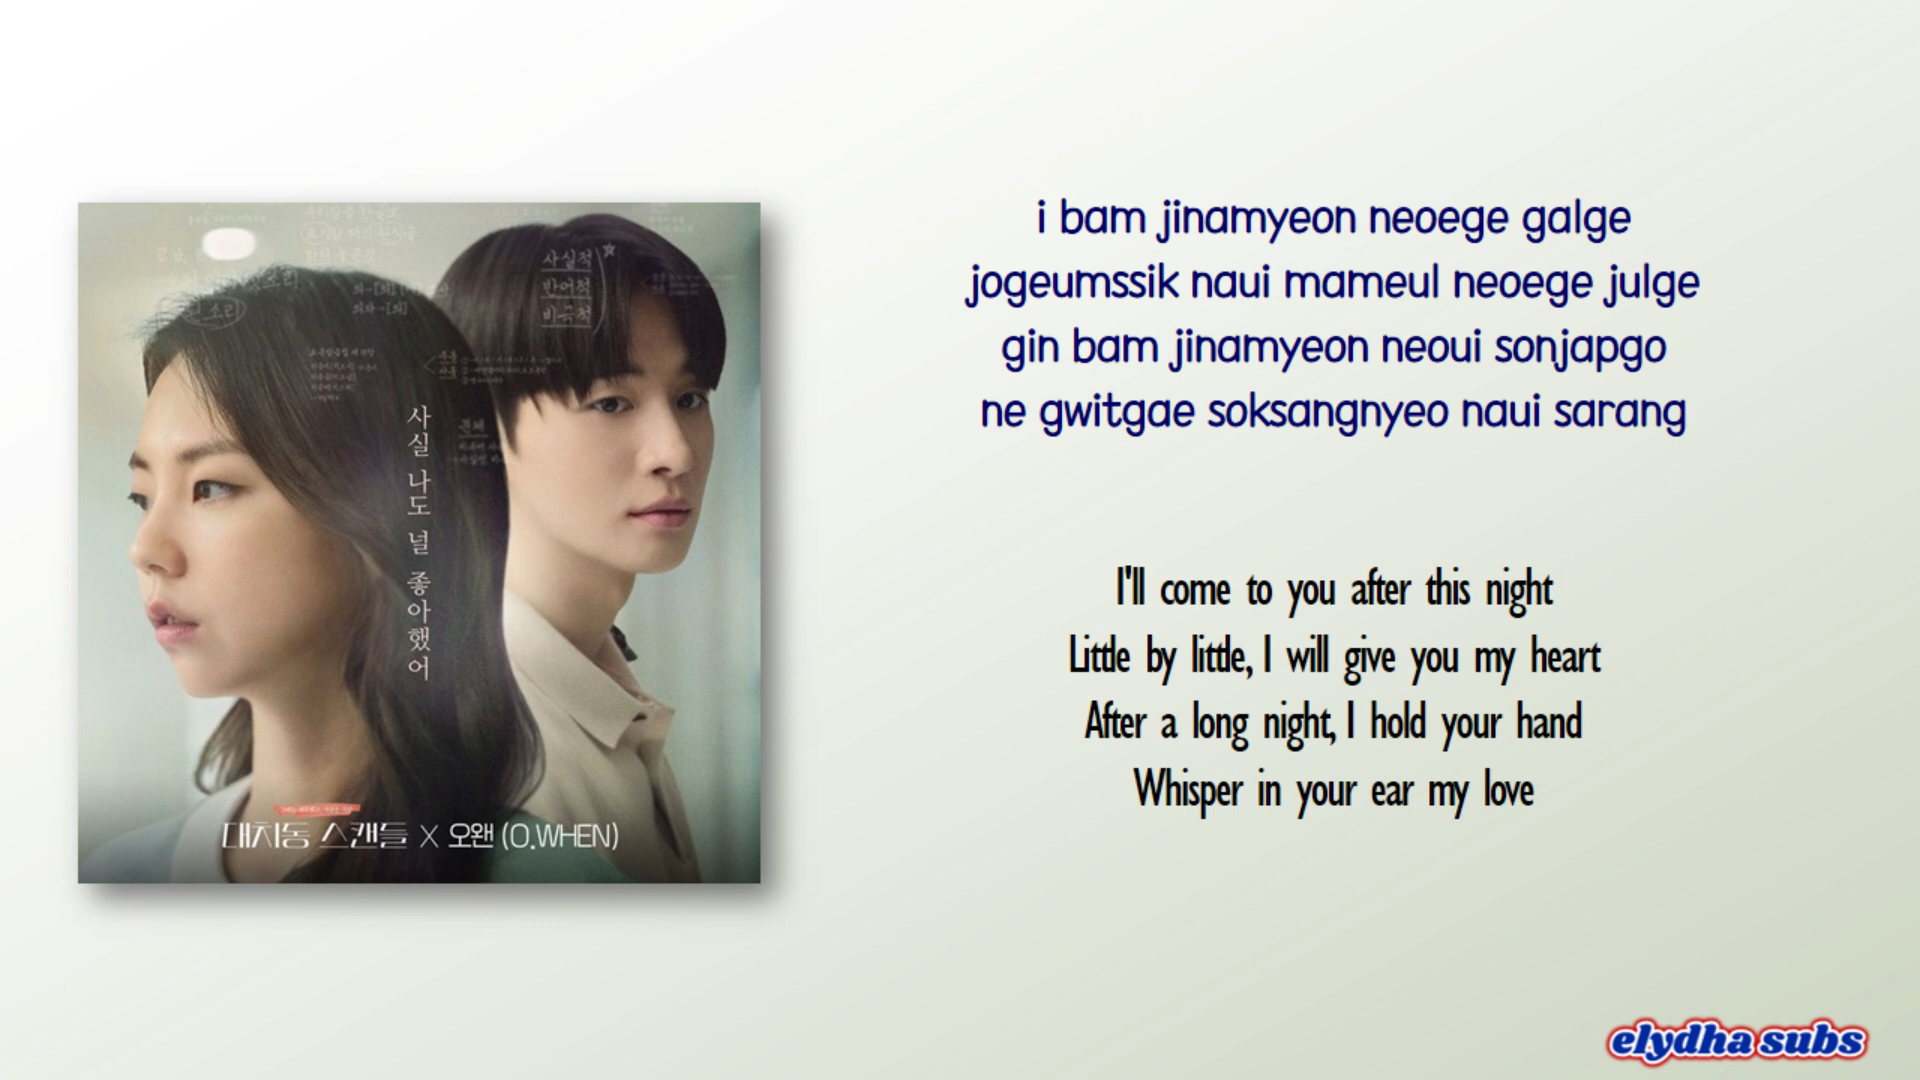 사실적
반어적
비극적
사실 나도 널 좋아했어
대치동 스캔들 X 오왠 (O.WHEN)
i bam jinamyeon neoege galge
jogeumssik naui mameul neoege julge
gin bam jinamyeon neoui sonjapgo
ne gwitgae soksangnyeo naui sarang
I'll come to you after this night
Little by little, I will give you my heart
After a long night, I hold your hand
Whisper in your ear my love
elydha subs